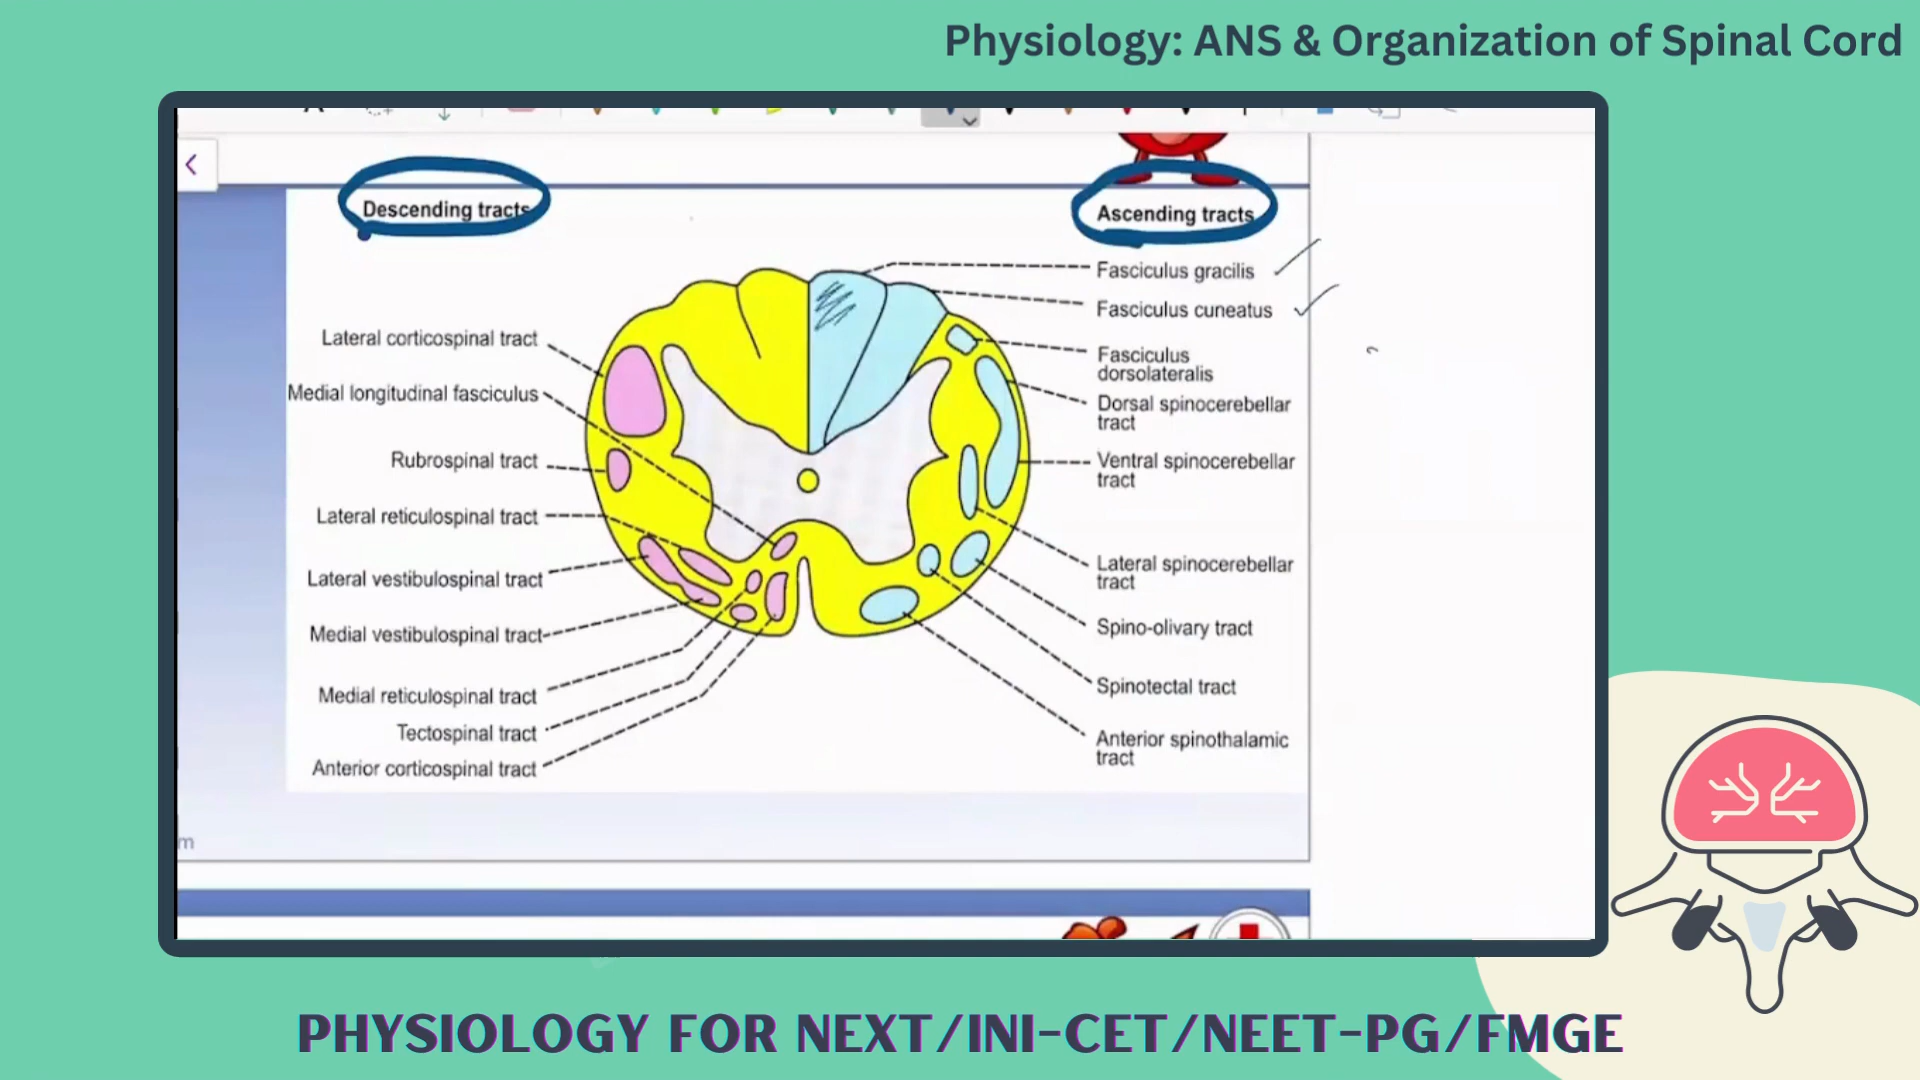 Physiology: ANS & Organization of Spinal Cord
Descending tracts
Ascending tracts
Fasciculus gracilis
Fasciculus cuneatus
Fasciculus
dorsolateralis
Dorsal spinocerebellar
tract
Ventral spinocerebellar
tract
Lateral spinocerebellar
tract
Spino-olivary tract
Spinotectal tract
Anterior spinothalamic
tract
Lateral corticospinal tract
Medial longitudinal fasciculus
Rubrospinal tract
Lateral reticulospinal tract
Lateral vestibulospinal tract
Medial vestibulospinal tract
Medial reticulospinal tract
Tectospinal tract
Anterior corticospinal tract
m
PHYSIOLOGY FOR NEXT/INI-CET/NEET-PG/FMGE